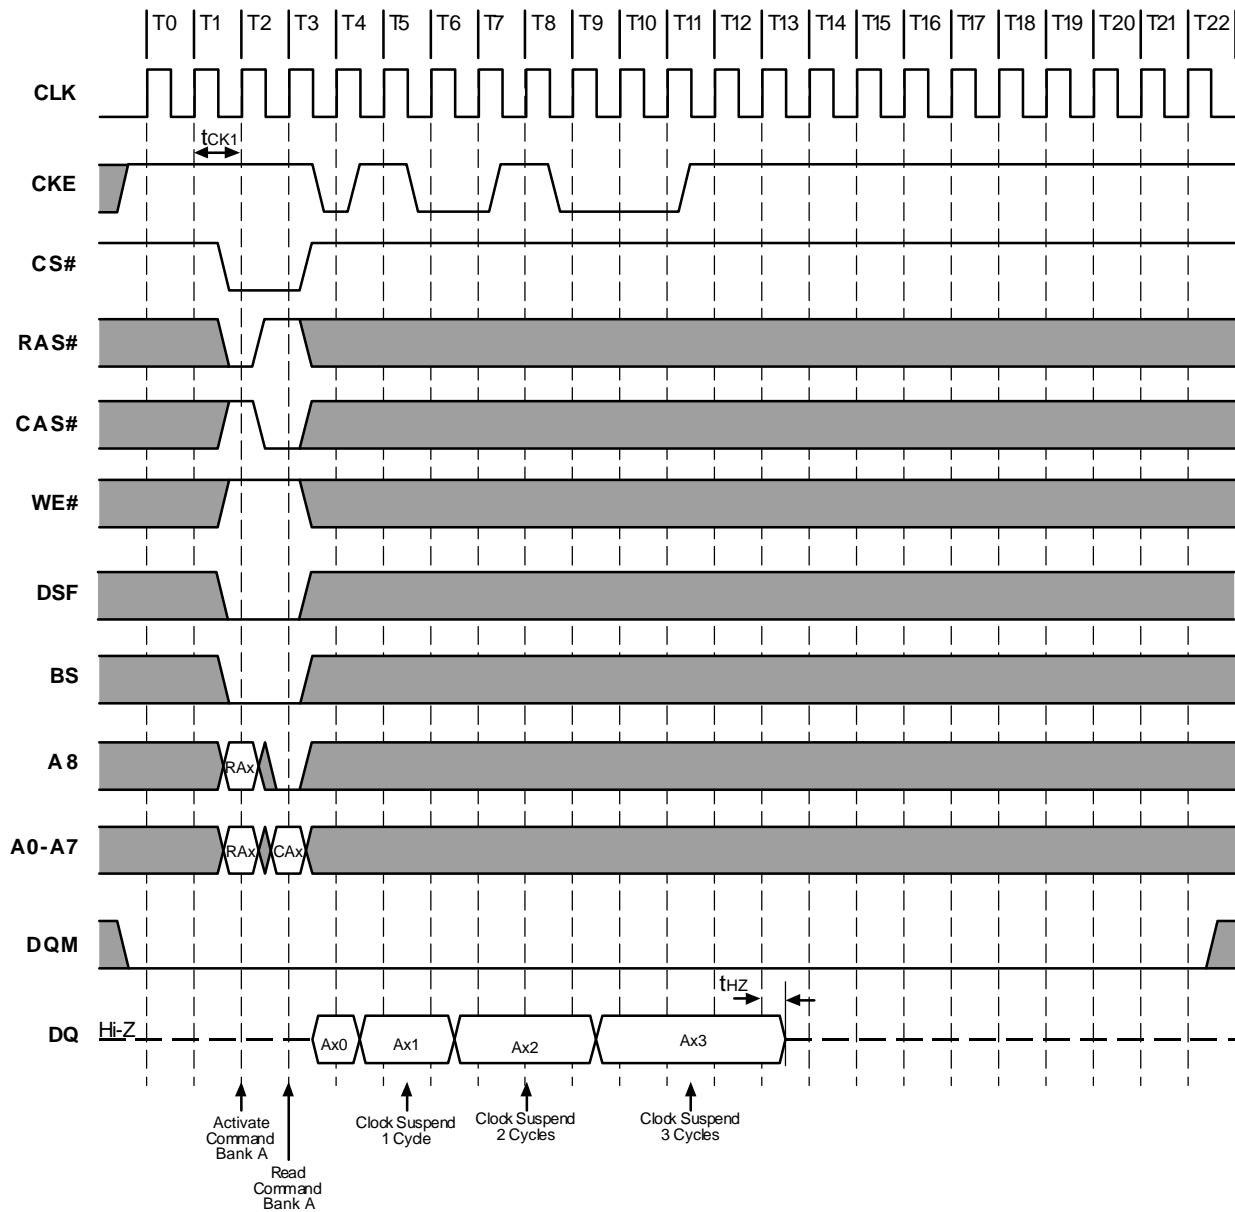 T0 T1 T2 T3 T4 T5 T6 T7 T8 T9 T10 T11 T12 T13 T14 T15 T16 T17 T18 T19 T20 T21 T22
CLK
tCK1
CKE
CS#
RAS#
CAS#
WE#
DSF
BS
A8
RAx
A0-A7
RAx CAx
DQM
tHZ
DQ
Hi-Z
Ax0 Ax1 Ax2 Ax3
Activate
Command
Bank A
Read
Command
Bank A
Clock Suspend
1 Cycle
Clock Suspend
2 Cycles
Clock Suspend
3 Cycles